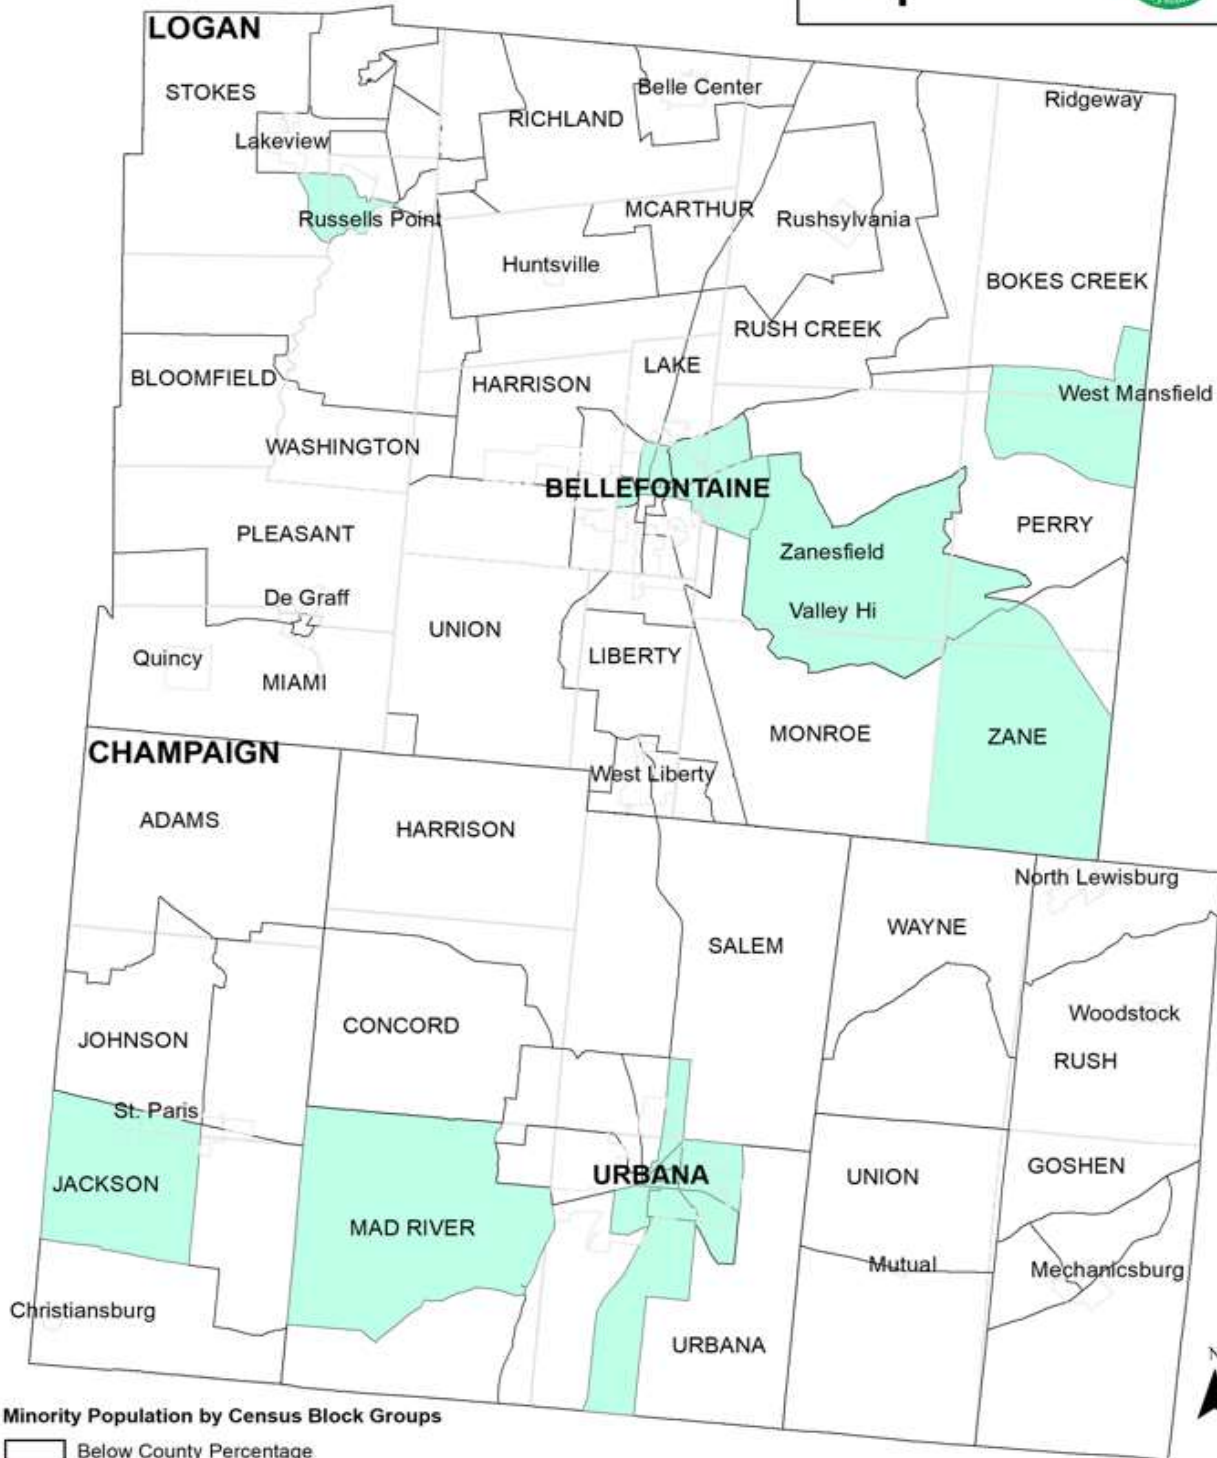 LOGAN
STOKES
Belle Center
Ridgeway
RICHLAND
Lakeview
MCARTHUR
Rushsylvania
Russells Point
Huntsville
BOKES CREEK
RUSH CREEK
LAKE
BLOOMFIELD
HARRISON
West Mansfield
WASHINGTON
BELLEFONTAINE
PERRY
PLEASANT
Zanesfield
De Graff
Valley Hi
UNION
Quincy
LIBERTY
MIAMI
MONROE
ZANE
CHAMPAIGN
West Liberty
ADAMS
HARRISON
North Lewisburg
WAYNE
SALEM
Woodstock
CONCORD
JOHNSON
RUSH
St. Paris
GOSHEN
URBANA
UNION
JACKSON
MAD RIVER
Mutual
Mechanicsburg
Christiansburg
URBANA
N
Minority Population by Census Block Groups
Below County Percentage